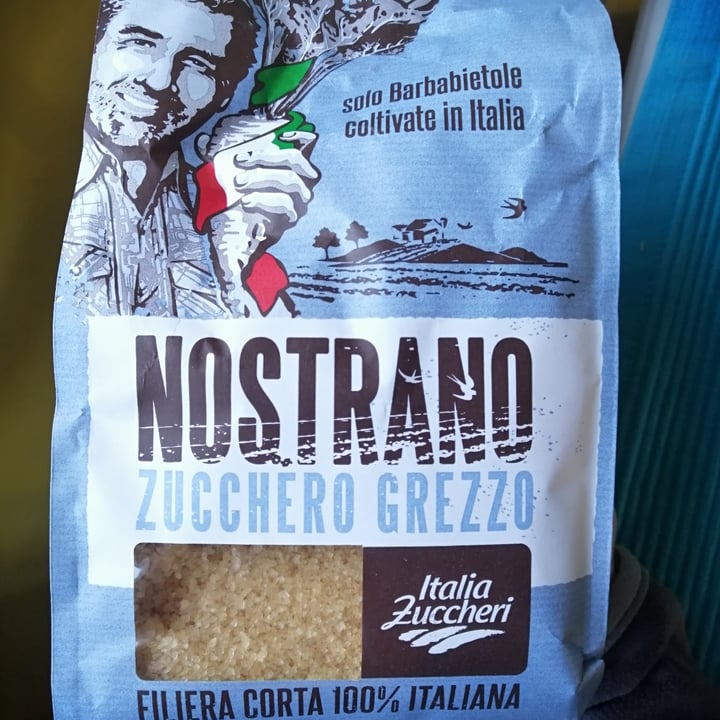 solo Barbabietole
coltivate in Italia
NOSTRANO
ZUCCHERO GREZZO
Italia
Zuccheri
FILIERA CORTA 100% ITALIANA